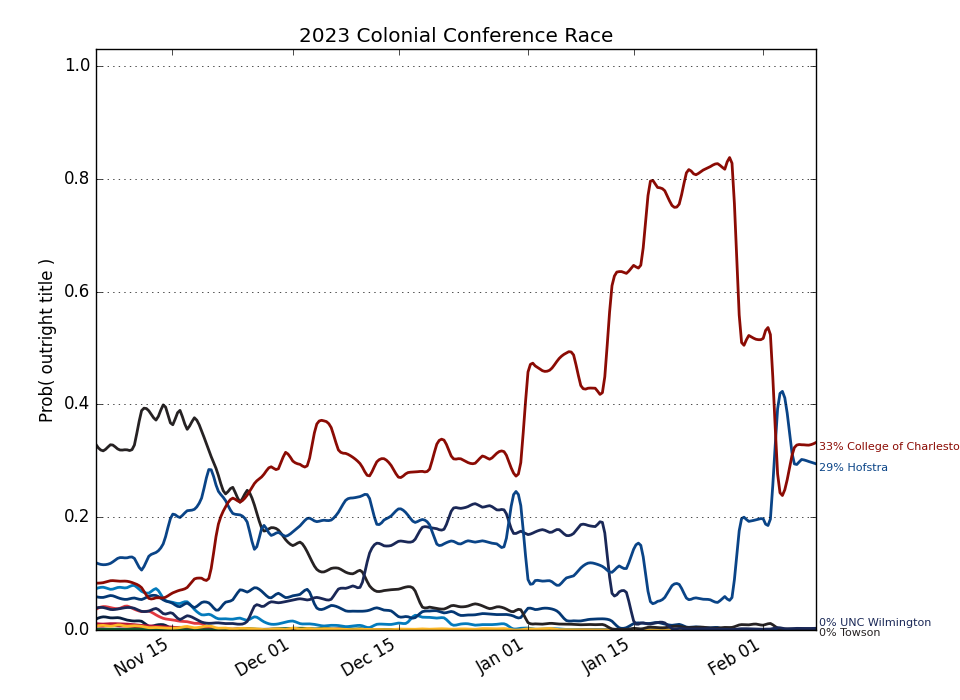 2023 Colonial Conference Race
Prob( outright title )
1.0
0.8
0.6
0.4
0.2
0.0
33% College of Charlesto
29% Hofstra
0% UNC Wilmington
0% Towson
Nov 15
Dec 01
Dec 15
Jan 01
Jan 15
Feb 01